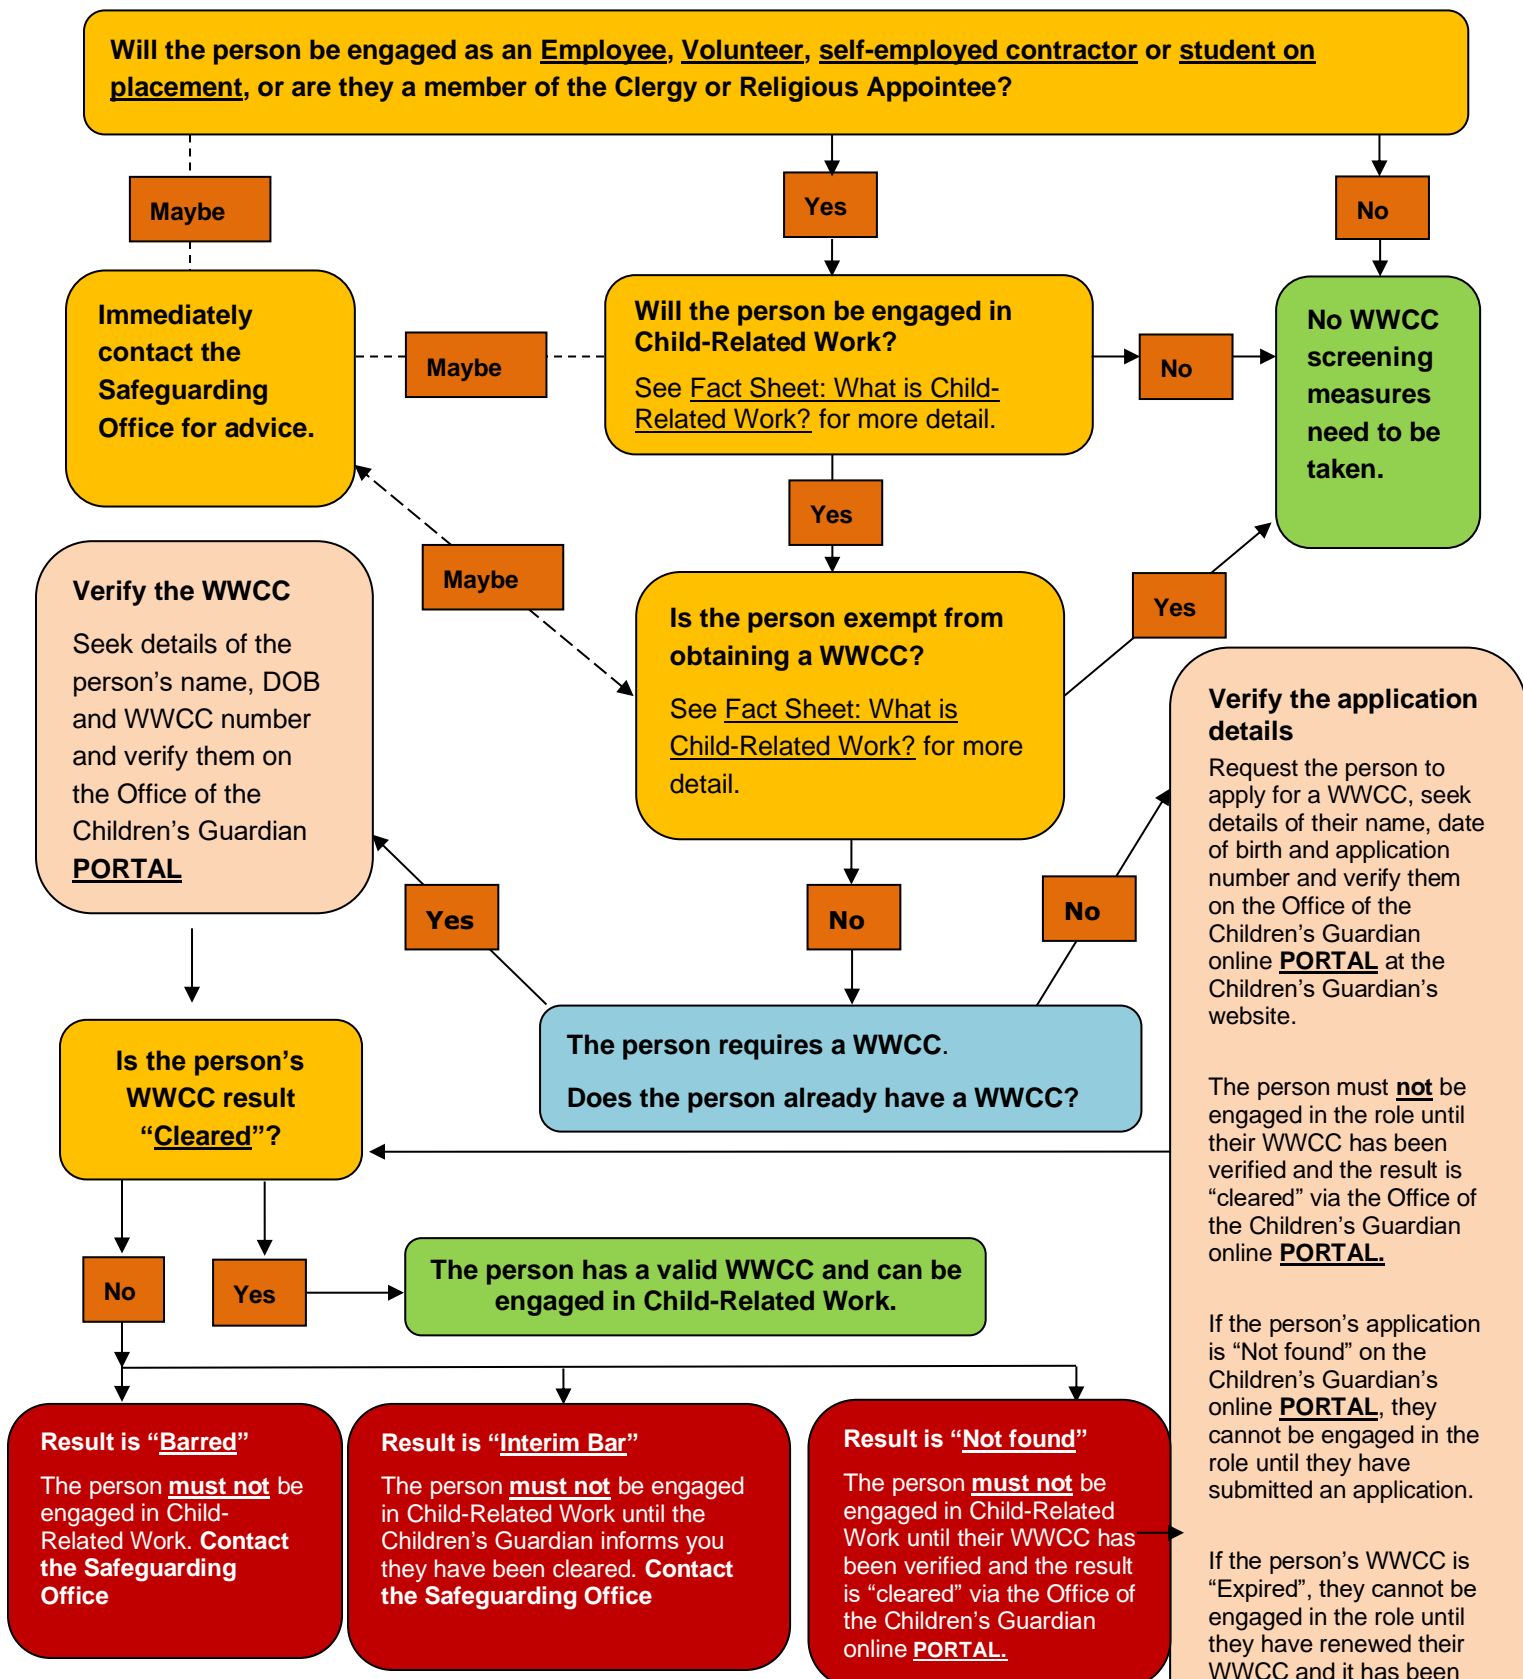 Will the person be engaged as an Employee, Volunteer, self-employed contractor or student on
placement, or are they a member of the Clergy or Religious Appointee?
Maybe
Yes
No
Immediately
contact the
Safeguarding
Office for advice.
Maybe
Will the person be engaged in
Child-Related Work?
See Fact Sheet: What is Child-
Related Work? for more detail.
No
No WWCC
screening
measures
need to be
taken.
Yes
Maybe
Yes
Verify the WWCC
Seek details of the
person’s name, DOB
and WWCC number
and verify them on
the Office of the
Children’s Guardian
PORTAL
Is the person exempt from
obtaining a WWCC?
See Fact Sheet: What is
Child-Related Work? for more
detail.
Verify the application
details
Request the person to
apply for a WWCC, seek
details of their name, date
of birth and application
number and verify them
on the Office of the
Children’s Guardian
online PORTAL at the
Children’s Guardian’s
website.
The person must not be
engaged in the role until
their WWCC has been
verified and the result is
“cleared” via the Office of
the Children’s Guardian
online PORTAL.
If the person’s application
is “Not found” on the
Children’s Guardian’s
online PORTAL, they
cannot be engaged in the
role until they have
submitted an application.
If the person’s WWCC is
“Expired”, they cannot be
engaged in the role until
they have renewed their
WWCC and it has been
Yes
No
No
The person requires a WWCC.
Does the person already have a WWCC?
Is the person’s
WWCC result
“Cleared”?
No
Yes
The person has a valid WWCC and can be
engaged in Child-Related Work.
Result is “Barred”
The person must not be
engaged in Child-
Related Work. Contact
the Safeguarding
Office
Result is “Interim Bar”
The person must not be engaged
in Child-Related Work until the
Children’s Guardian informs you
they have been cleared. Contact
the Safeguarding Office
Result is “Not found”
The person must not be
engaged in Child-Related
Work until their WWCC has
been verified and the result
is “cleared” via the Office of
the Children’s Guardian
online PORTAL.